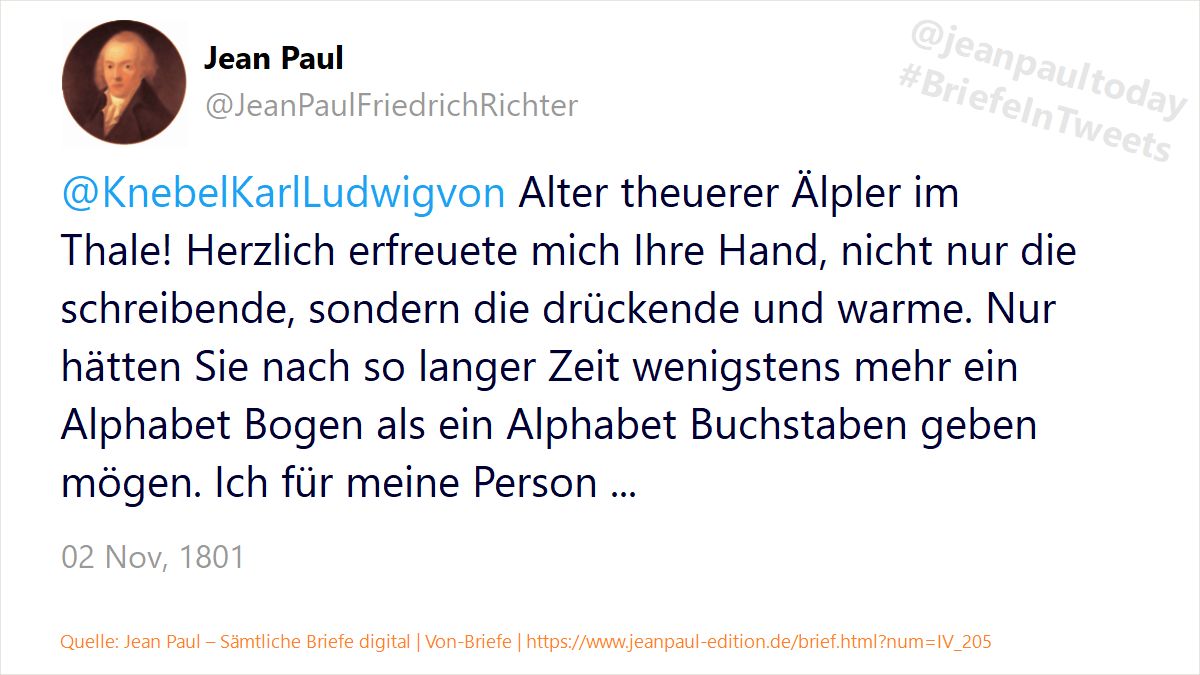 @jeanpaultoday
#BriefeInTweets
Jean Paul
@JeanPaulFriedrichRichter
@KnebelKarlLudwigvon Alter theuerer Älpler im
Thale! Herzlich erfreuete mich Ihre Hand, nicht nur die
schreibende, sondern die drückende und warme. Nur
hätten Sie nach so langer Zeit wenigstens mehr ein
Alphabet Bogen als ein Alphabet Buchstaben geben
mögen. Ich für meine Person ...
02 Nov, 1801
Quelle: Jean Paul – Sämtliche Briefe digital | Von-Briefe | https://www.jeanpaul-edition.de/brief.html?num=IV_205